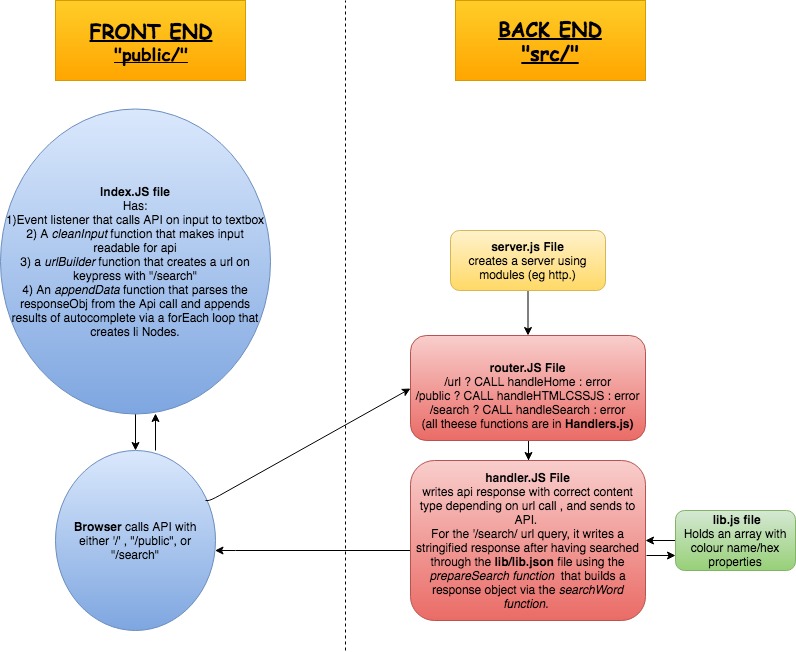 FRONT END
"public/"
BACK END
"src/"
Index.JS file
Has:
1)Event listener that calls API on input to textbox
2) A cleanInput function that makes input
readable for api
3) a urlBuilder function that creates a url on
keypress with "/search"
4) An appendData function that parses the
responseObj from the Api call and appends
results of autocomplete via a forEach loop that
creates li Nodes.
Browser calls API with
either '/' , "/public", or
"/search"
server.js File
creates a server using
modules (eg http.)
router.JS File
/url ? CALL handleHome : error
/public ? CALL handleHTMLCSSJS : error
/search ? CALL handleSearch : error
(all theese functions are in Handlers.js)
handler.JS File
writes api response with correct content
type depending on url call , and sends to
API.
For the '/search/ url query, it writes a
stringified response after having searched
through the lib/lib.json file using the
prepareSearch function that builds a
response object via the searchWord
function.
lib.js file
Holds an array with
colour name/hex
properties